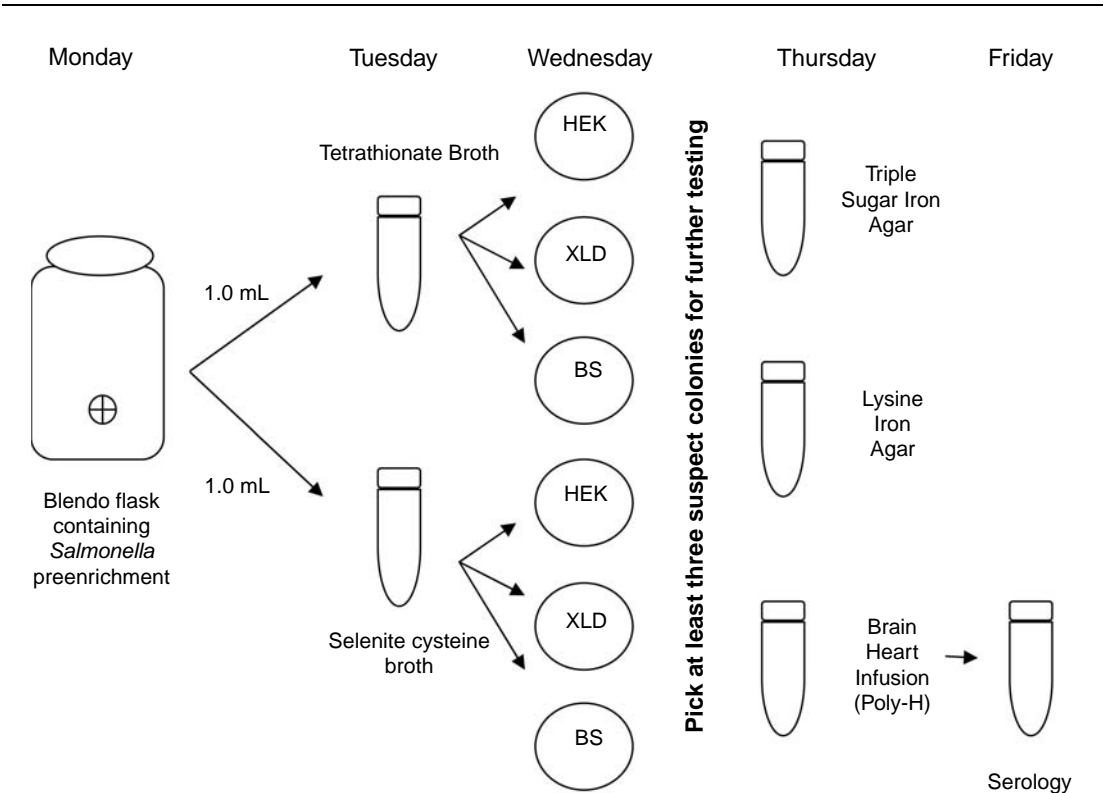 Monday
Tuesday
Wednesday
Thursday
Friday
Blendo flask
containing
Salmonella
preenrichment
1.0 mL
1.0 mL
Tetrathionate Broth
Selenite cysteine
broth
HEK
XLD
BS
HEK
XLD
BS
Pick at least three suspect colonies for further testing
Triple
Sugar Iron
Agar
Lysine
Iron
Agar
Brain
Heart
Infusion
(Poly-H)
Serology